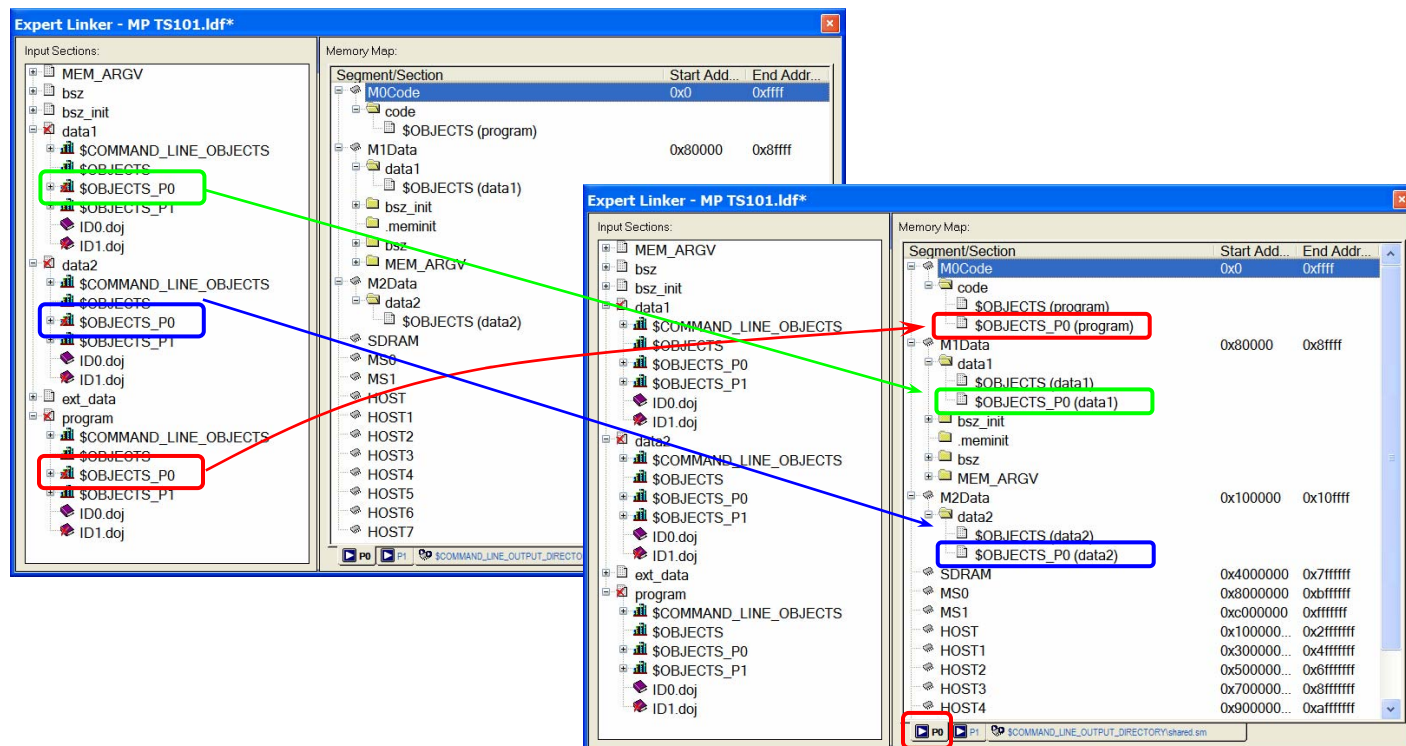 Expert Linker - MP TS101.ldf*
Input Sections:
MEM_ARGV
bsz
bsz_init
data1
$COMMAND_LINE_OBJECTS
$OBJECTS
$OBJECTS_P0
$OBJECTS_P1
ID0.doj
ID1.doj
data2
$COMMAND_LINE_OBJECTS
$OBJECTS
$OBJECTS_P0
$OBJECTS_P1
ID0.doj
ID1.doj
ext_data
program
$COMMAND_LINE_OBJECTS
$OBJECTS
$OBJECTS_P0
$OBJECTS_P1
ID0.doj
ID1.doj
Memory Map:
Segment/Section Start Add... End Addr...
M0Code 0x0 0xffff
code
$OBJECTS (program)
M1Data 0x80000 0x8ffff
data1
$OBJECTS (data1)
bsz_init
.meminit
bsz
MEM_ARGV
M2Data
data2
$OBJECTS (data2)
SDRAM
MS0
MS1
HOST
HOST1
HOST2
HOST3
HOST4
HOST5
HOST6
HOST7
P0 P1 $COMMAND_LINE_OUTPUT_DIRECTO
Expert Linker - MP TS101.ldf*
Input Sections:
MEM_ARGV
bsz
bsz_init
data1
$COMMAND_LINE_OBJECTS
$OBJECTS
$OBJECTS_P0
$OBJECTS_P1
ID0.doj
ID1.doj
data2
$COMMAND_LINE_OBJECTS
$OBJECTS
$OBJECTS_P0
$OBJECTS_P1
ID0.doj
ID1.doj
ext_data
program
$COMMAND_LINE_OBJECTS
$OBJECTS
$OBJECTS_P0
$OBJECTS_P1
ID0.doj
ID1.doj
Memory Map:
Segment/Section Start Add... End Addr...
M0Code 0x0 0xffff
code
$OBJECTS (program)
$OBJECTS_P0 (program)
M1Data 0x80000 0x8ffff
data1
$OBJECTS (data1)
$OBJECTS_P0 (data1)
bsz_init
.meminit
bsz
MEM_ARGV
M2Data 0x100000 0x10ffff
data2
$OBJECTS (data2)
$OBJECTS_P0 (data2)
SDRAM 0x4000000 0x7ffffff
MS0 0x8000000 0xbffffff
MS1 0xc000000 0xfffffff
HOST 0x100000... 0x2fffffff
HOST1 0x300000... 0x4fffffff
HOST2 0x500000... 0x6fffffff
HOST3 0x700000... 0x8fffffff
HOST4 0x900000... 0xafffffff
P0 P1 $COMMAND_LINE_OUTPUT_DIRECTORY\shared.sm